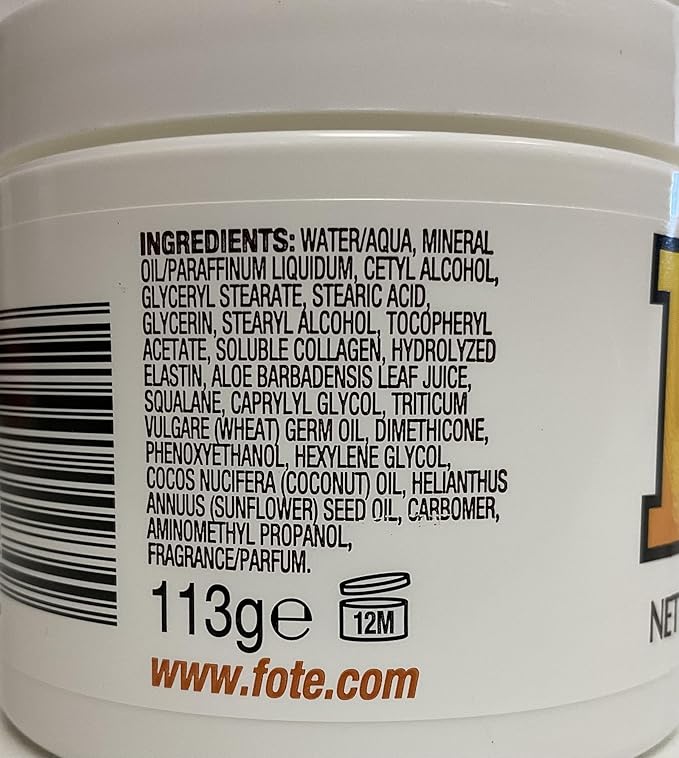 INGREDIENTS: WATER/AQUA, MINERAL
OIL/PARAFFINUM LIQUIDUM, CETYL ALCOHOL,
GLYCERYL STEARATE, STEARIC ACID,
GLYCERIN, STEARYL ALCOHOL, TOCOPHERYL
ACETATE, SOLUBLE COLLAGEN, HYDROLYZED
ELASTIN, ALOE BARBADENSIS LEAF JUICE,
SQUALANE, CAPRYLYL GLYCOL, TRITICUM
VULGARE (WHEAT) GERM OIL, DIMETHICONE,
PHENOXYETHANOL, HEXYLENE GLYCOL,
COCOS NUCIFERA (COCONUT) OIL, HELIANTHUS
ANNUUS (SUNFLOWER) SEED OIL, CARBOMER,
AMINOMETHYL PROPANOL,
FRAGRANCE/PARFUM.
113g℮ 12M
www.fote.com
NET